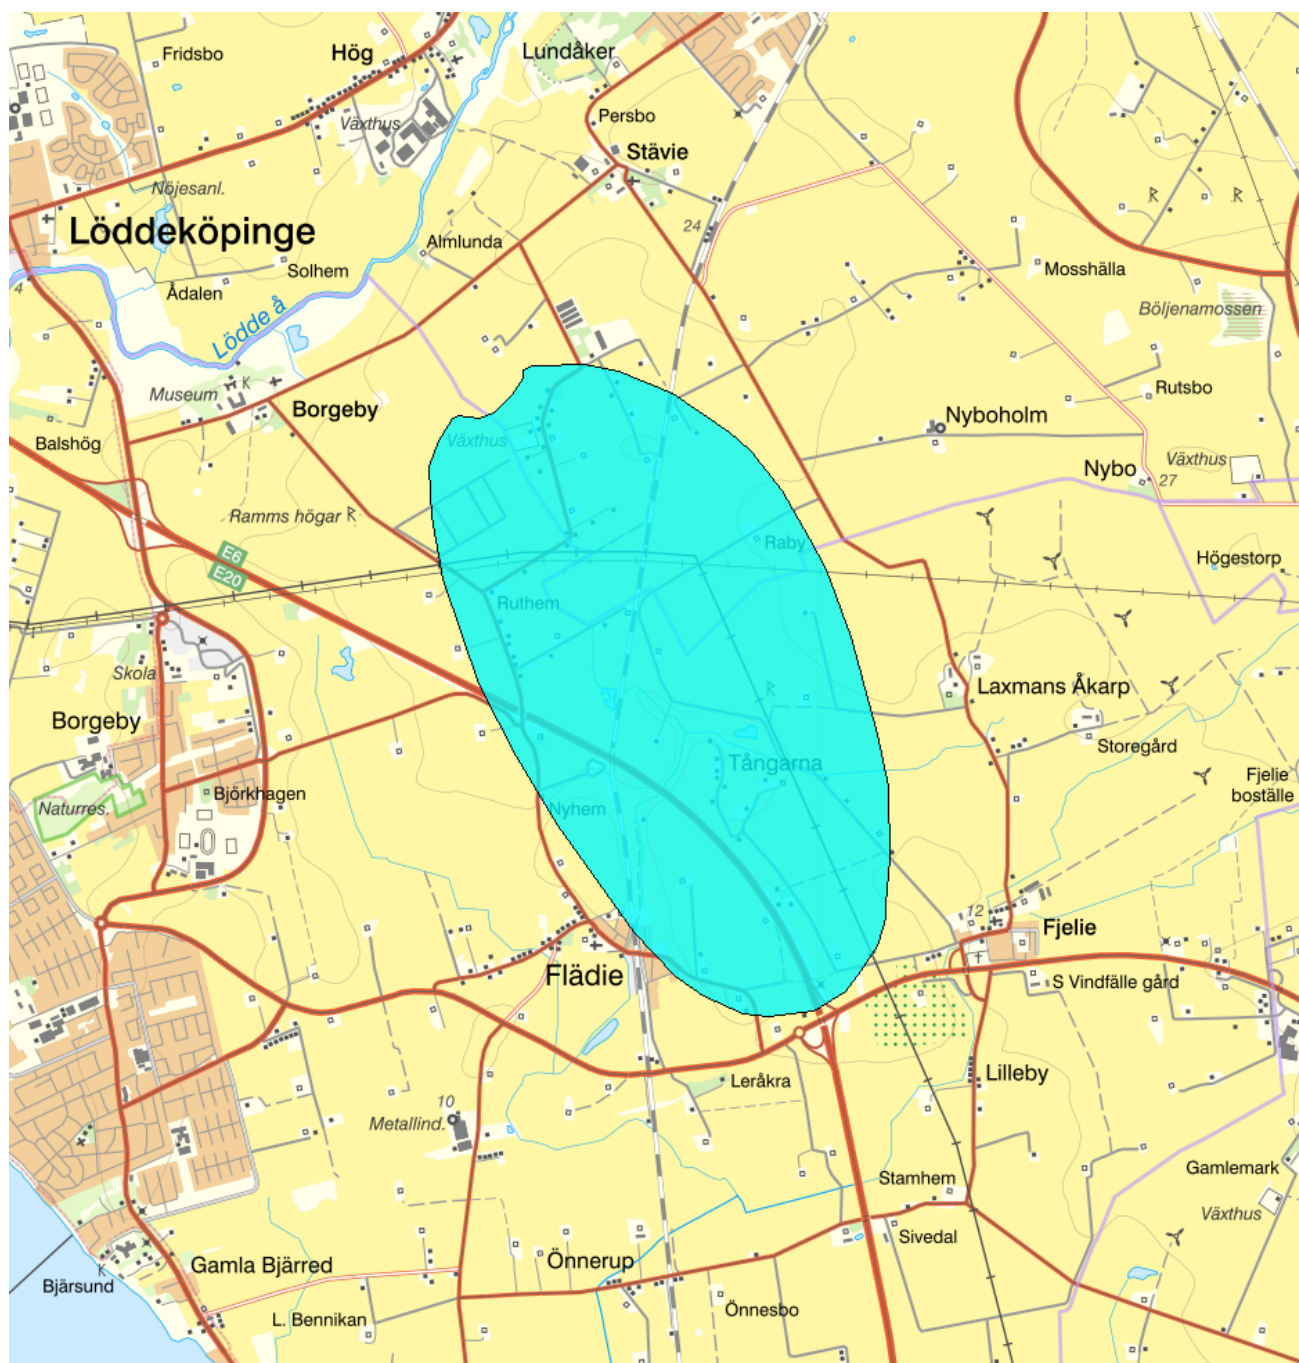 Fridsbo
Hög
Lundåker
Växthus
Persbo
Stävie
Nöjesanl.
Löddeköpinge
Almlunda
24
Solhem
Mosshälla
4
Ådalen
Lödde å
Böljenamossen
Museum
K
Rutsbo
Borgeby
Nyboholm
Balshög
Växthus
Växthus
Nybo
27
Ramms högar
R
R
R
E6
E20
Raby
Högestorp
Ruthem
Skola
Laxmans Åkarp
R
Borgeby
Storegård
Tångarna
Fjelie
boställe
Björkhagen
Naturres.
Nyhem
12
Fjelie
Flädie
S Vindfälle gård
Leråkra
Lilleby
10
Metallind.
Stamhem
Gamlemark
Växthus
Sivedal
Gamla Bjärred
Önnerup
K
Bjärsund
Önnesbo
L. Bennikan